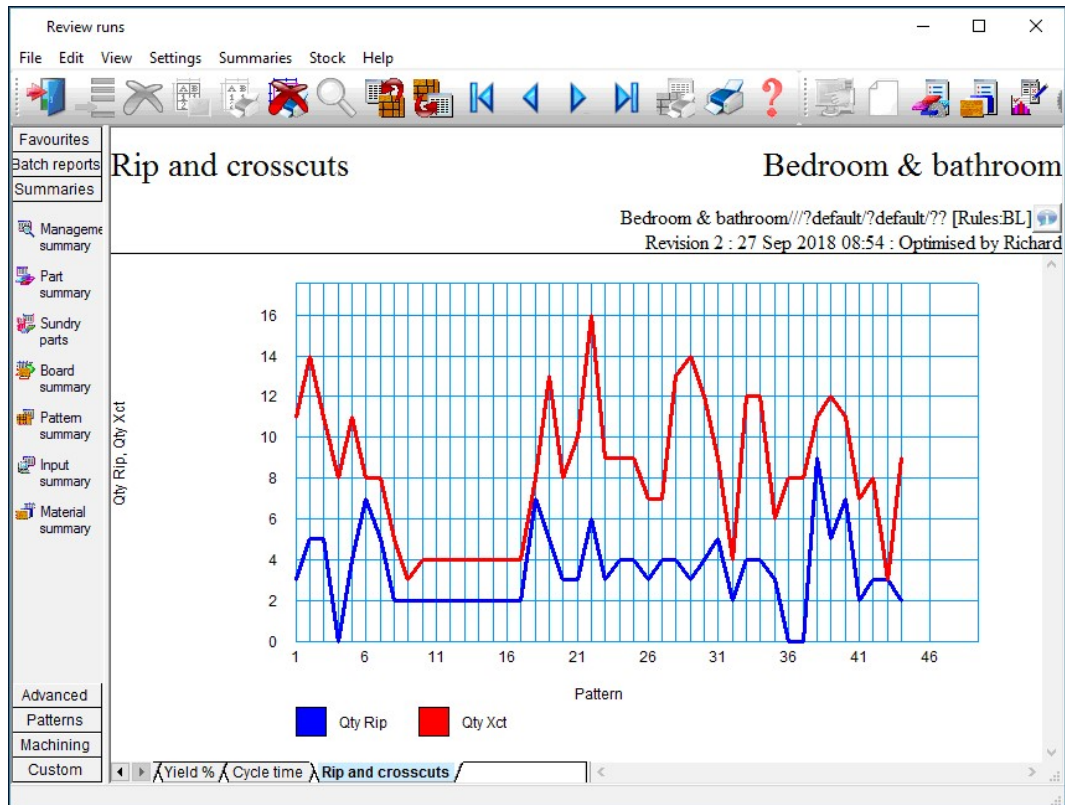 Review runs
File Edit View Settings Summaries Stock Help
Favourites
Batch reports
Summaries
Manageme
summary
Part
summary
Sundry
parts
Board
summary
Pattern
summary
Input
summary
Material
summary
Advanced
Patterns
Machining
Custom
Rip and crosscuts
Bedroom & bathroom
Bedroom & bathroom///?default/?default/?? [Rules:BL]
Revision 2 : 27 Sep 2018 08:54 : Optimised by Richard
Qty Rip, Qty Xct
16
14
12
10
8
6
4
2
0
1 6 11 16 21 26 31 36 41 46
Pattern
Qty Rip Qty Xct
Yield % Cycle time Rip and crosscuts